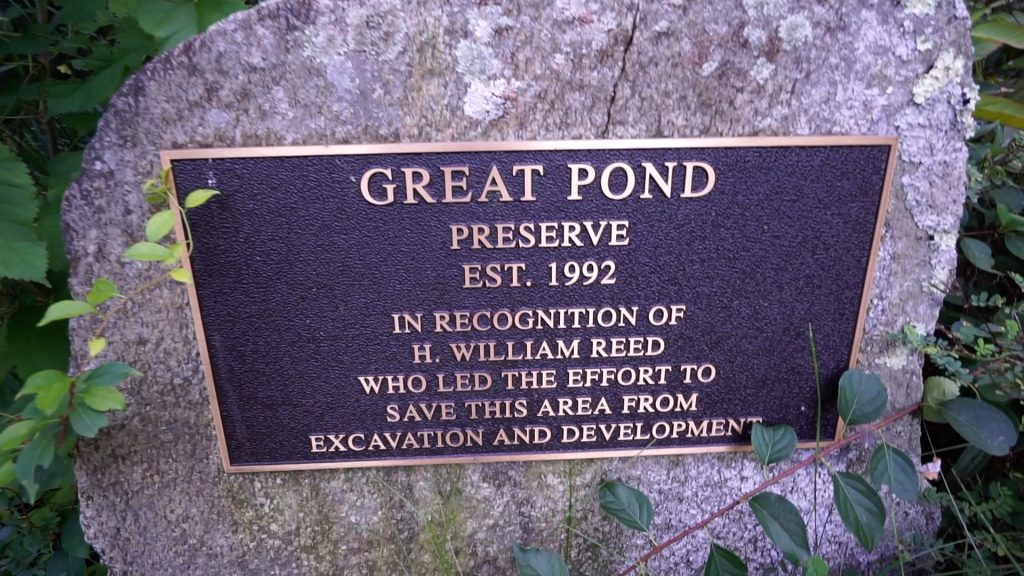 GREAT POND
PRESERVE
EST. 1992
IN RECOGNITION OF
H. WILLIAM REED
WHO LED THE EFFORT TO
SAVE THIS AREA FROM
EXCAVATION AND DEVELOPMENT